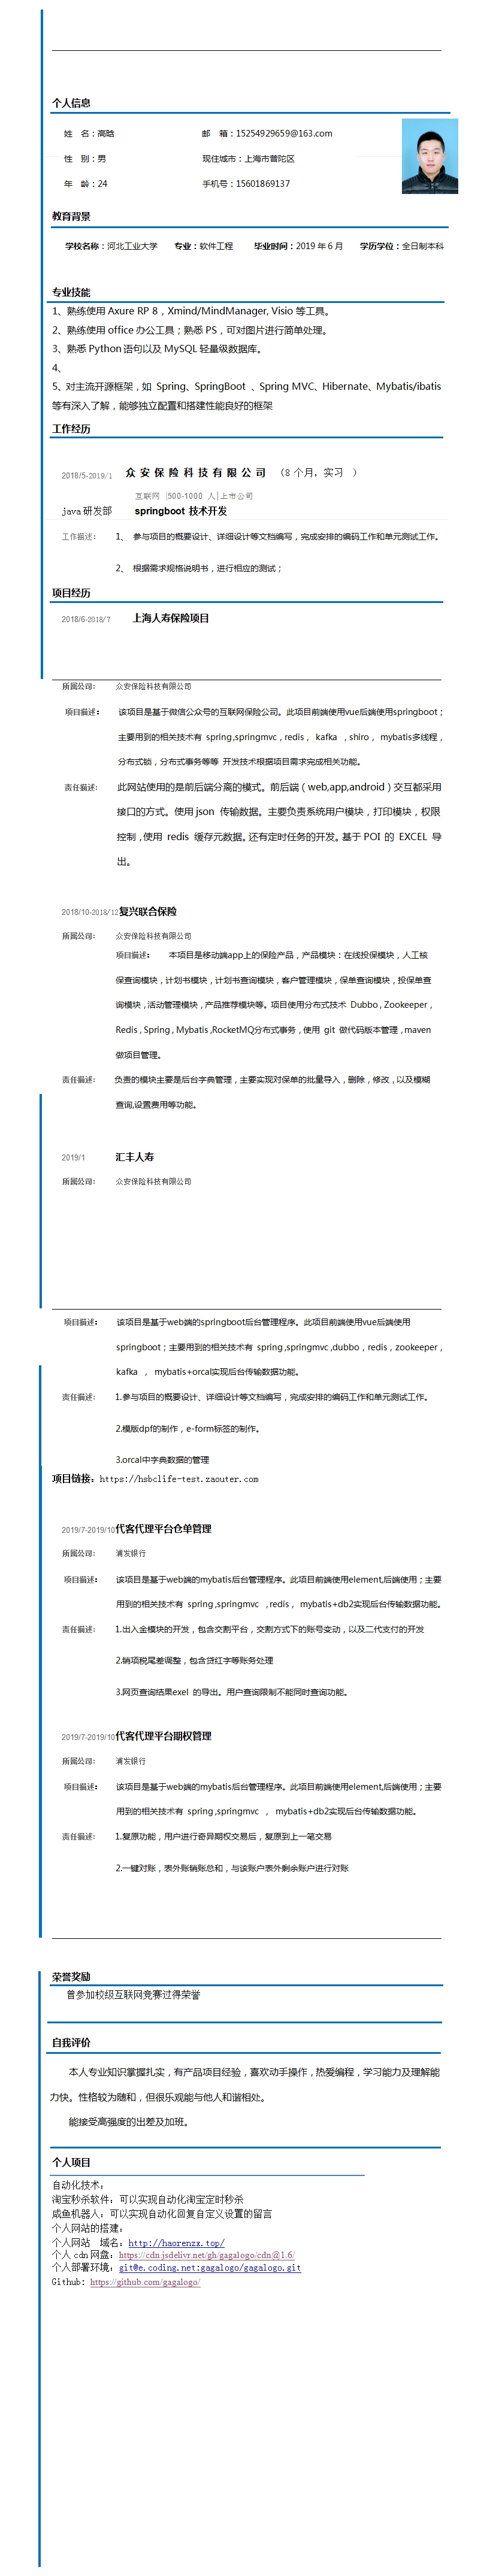 个人信息
姓 名：高晗 邮 箱：15254929659@163.com
性 别：男 现住城市：上海市普陀区
年 龄：24 手机号：15601869137
教育背景
学校名称：河北工业大学 专业：软件工程 毕业时间：2019 年 6 月 学历学位：全日制本科
专业技能
1、熟练使用 Axure RP 8，Xmind/MindManager, Visio 等工具。
2、熟练使用 office 办公工具；熟悉 PS，可对图片进行简单处理。
3、熟悉 Python 语句以及 MySQL 轻量级数据库。
4、
5、对主流开源框架，如 Spring、SpringBoot 、Spring MVC、Hibernate、Mybatis/ibatis
等有深入了解，能够独立配置和搭建性能良好的框架
工作经历
2018/5-2019/1 众 安 保 险 科 技 有 限 公 司 （8 个月，实习 ）
互联网 |500-1000 人|上市公司
java 研发部 springboot 技术开发
工作描述： 1、 参与项目的概要设计、详细设计等文档编写，完成安排的编码工作和单元测试工作。
2、 根据需求规格说明书，进行相应的测试；
项目经历
2018/6-2018/7 上海人寿保险项目
所属公司： 众安保险科技有限公司
项目描述： 该项目是基于微信公众号的互联网保险公司。此项目前端使用vue后端使用springboot；
主要用到的相关技术有 spring ,springmvc , redis， kafka ，shiro， mybatis多线程，
分布式锁，分布式事务等等 开发技术根据项目需求完成相关功能。
责任描述： 此网站使用的是前后端分离的模式。前后端（web,app,android）交互都采用
接口的方式。使用 json 传输数据。主要负责系统用户模块，打印模块，权限
控制，使用 redis 缓存元数据。还有定时任务的开发。基于 POI 的 EXCEL 导
出。
2018/10-2018/12 复兴联合保险
所属公司： 众安保险科技有限公司
项目描述： 本项目是移动端app上的保险产品，产品模块：在线投保模块，人工核
保查询模块，计划书模块，计划书查询模块，客户管理模块，保单查询模块，投保单查
询模块，活动管理模块，产品推荐模块等。项目使用分布式技术 Dubbo , Zookeeper，
Redis , Spring , Mybatis ,RocketMQ分布式事务，使用 git 做代码版本管理，maven
做项目管理。
责任描述： 负责的模块主要是后台字典管理，主要实现对保单的批量导入，删除，修改，以及模糊
查询,设置费用等功能。
2019/1 汇丰人寿
所属公司： 众安保险科技有限公司
项目描述： 该项目是基于web端的springboot后台管理程序。此项目前端使用vue后端使用
springboot；主要用到的相关技术有 spring ,springmvc ,dubbo，redis，zookeeper，
kafka ， mybatis+orcal实现后台传输数据功能。
责任描述： 1.参与项目的概要设计、详细设计等文档编写，完成安排的编码工作和单元测试工作。
2.模版dpf的制作，e-form标签的制作。
3.orcal中字典数据的管理
项目链接：https://hsbclife-test.zaouter.com
2019/7-2019/10 代客代理平台仓单管理
所属公司： 浦发银行
项目描述： 该项目是基于web端的mybatis后台管理程序。此项目前端使用element,后端使用；主要
用到的相关技术有 spring ,springmvc ，redis， mybatis+db2实现后台传输数据功能。
责任描述： 1.出入金模块的开发，包含交割平台，交割方式下的账号变动，以及二代支付的开发
2.销项税尾差调整，包含贷红字等账务处理
3.网页查询结果exel 的导出。用户查询限制不能同时查询功能。
2019/7-2019/10 代客代理平台期权管理
所属公司： 浦发银行
项目描述： 该项目是基于web端的mybatis后台管理程序。此项目前端使用element,后端使用；主要
用到的相关技术有 spring ,springmvc ， mybatis+db2实现后台传输数据功能。
责任描述： 1.复原功能，用户进行奇异期权交易后，复原到上一笔交易
2.一键对账，表外账销账总和，与该账户表外剩余账户进行对账
荣誉奖励
曾参加校级互联网竞赛过得荣誉
自我评价
本人专业知识掌握扎实，有产品项目经验，喜欢动手操作，热爱编程，学习能力及理解能
力快。性格较为随和，但很乐观能与他人和谐相处。
能接受高强度的出差及加班。
个人项目
自动化技术：
淘宝秒杀软件：可以实现自动化淘宝定时秒杀
咸鱼机器人：可以实现自动化回复自定义设置的留言
个人网站的搭建：
个人网站 域名：http://haorenzx.top/
个人 cdn 网盘：https://cdn.jsdelivr.net/gh/gagalogo/cdn@1.6/
个人部署环境：git@e.coding.net:gagalogo/gagalogo.git
Github: https://github.com/gagalogo/